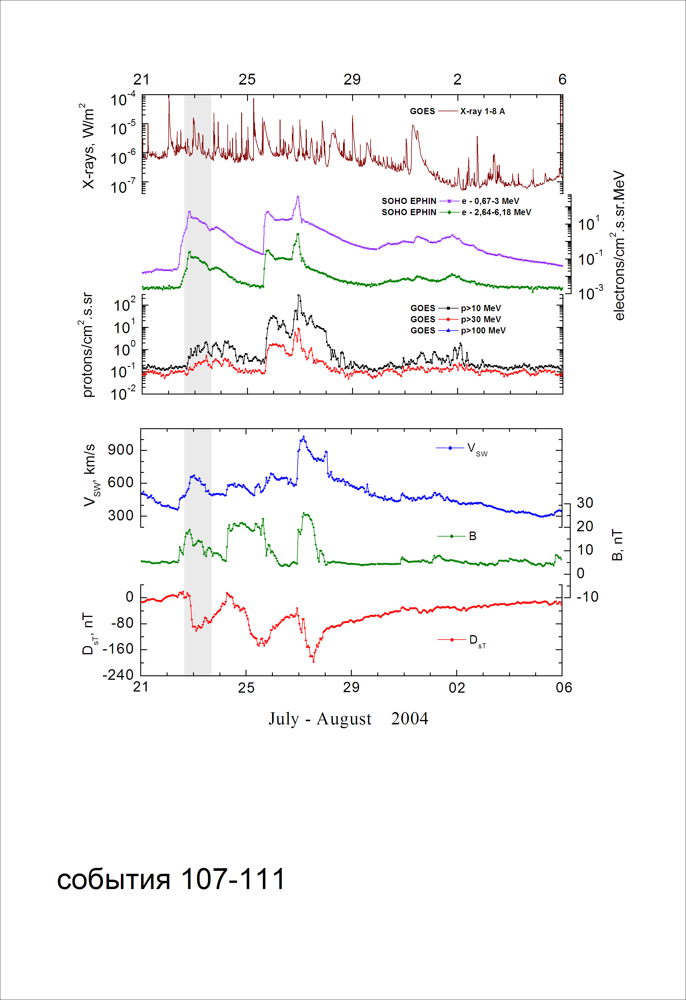 21 25 29 2 6
X-rays, W/m2
10-4
10-5
10-6
10-7
GOES X-ray 1-8 A
SOHO EPHIN e - 0,67-3 MeV
SOHO EPHIN e - 2,64-6,18 MeV
electrons/cm2.s.sr.MeV
101
10-1
10-3
protons/cm2.s.sr
102
101
100
10-1
10-2
GOES p>10 MeV
GOES p>30 MeV
GOES p>100 MeV
VSW, km/s
900
600
300
VSW
B, nT
30
20
10
0
-10
B
DsT, nT
0
-80
-160
-240
DsT
21 25 29 02 06
July - August 2004
события 107-111